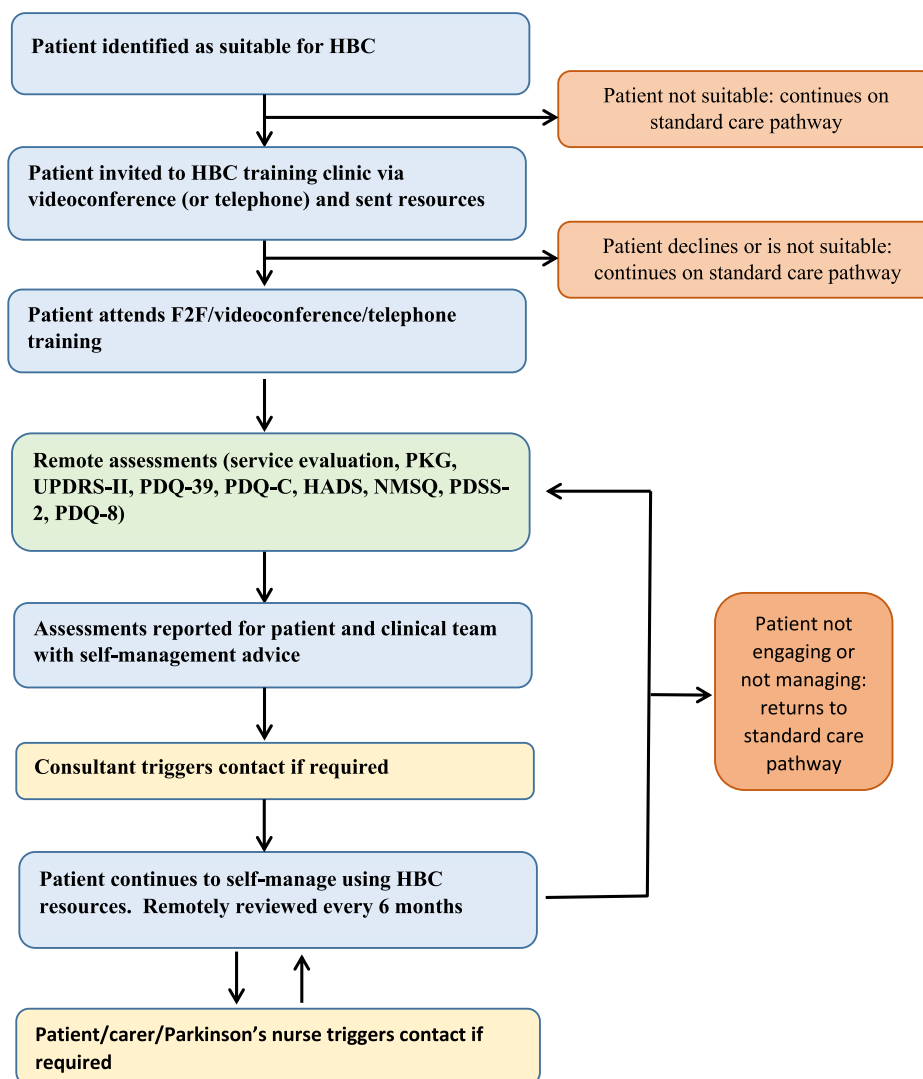 Patient identified as suitable for HBC
Patient not suitable: continues on
standard care pathway
Patient invited to HBC training clinic via
videoconference (or telephone) and sent resources
Patient declines or is not suitable:
continues on standard care pathway
Patient attends F2F/videoconference/telephone
training
Remote assessments (service evaluation, PKG,
UPDRS-II, PDQ-39, PDQ-C, HADS, NMSQ, PDSS-
2, PDQ-8)
Assessments reported for patient and clinical team
with self-management advice
Patient not
engaging or
not managing:
returns to
standard care
pathway
Consultant triggers contact if required
Patient continues to self-manage using HBC
resources.  Remotely reviewed every 6 months
Patient/carer/Parkinson's nurse triggers contact if
required